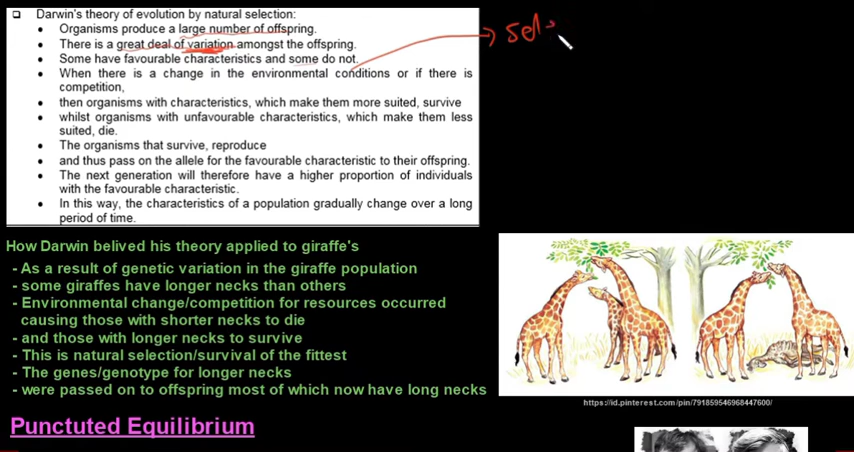 ❑ Darwin's theory of evolution by natural selection:
• Organisms produce a large number of offspring.
• There is a great deal of variation amongst the offspring.
• Some have favourable characteristics and some do not.
• When there is a change in the environmental conditions or if there is
competition,
• then organisms with characteristics, which make them more suited, survive
• whilst organisms with unfavourable characteristics, which make them less
suited, die.
• The organisms that survive, reproduce
• and thus pass on the allele for the favourable characteristic to their offspring.
• The next generation will therefore have a higher proportion of individuals
with the favourable characteristic.
• In this way, the characteristics of a population gradually change over a long
period of time.
How Darwin belived his theory applied to giraffe's
- As a result of genetic variation in the giraffe population
- some giraffes have longer necks than others
- Environmental change/competition for resources occurred
causing those with shorter necks to die
- and those with longer necks to survive
- This is natural selection/survival of the fittest
- The genes/genotype for longer necks
- were passed on to offspring most of which now have long necks
https://id.pinterest.com/pin/791859546968447600/
Punctuted Equilibrium